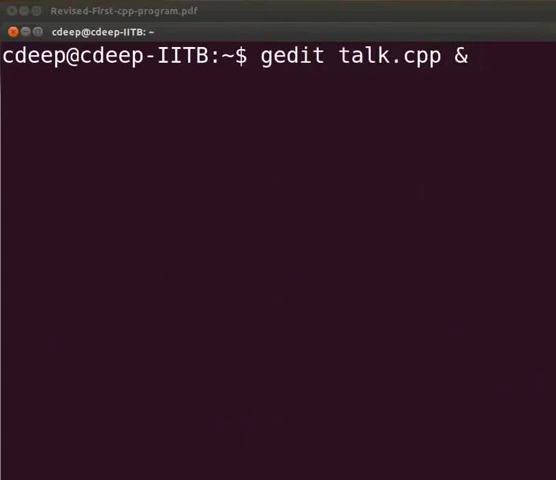 Revised-First-cpp-program.pdf
cdeep@cdeep-IITB: ~
cdeep@cdeep-IITB:~$ gedit talk.cpp &